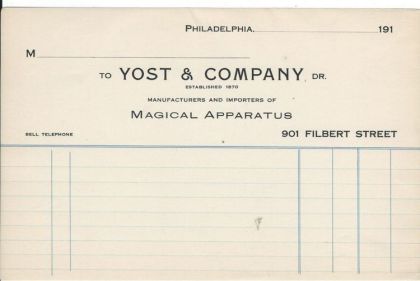 PHILADELPHIA, 191
M
TO YOST & COMPANY, DR.
ESTABLISHED 1870
MANUFACTURERS AND IMPORTERS OF
MAGICAL APPARATUS
BELL TELEPHONE 901 FILBERT STREET